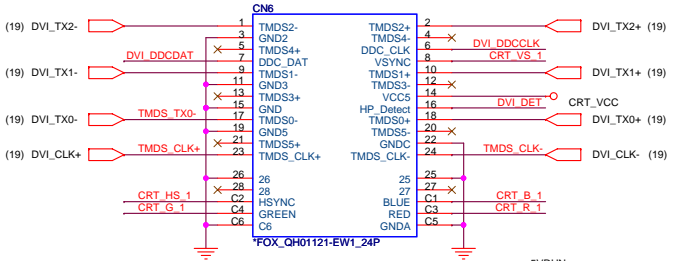 CN6
(19) DVI_TX2- 1 TMDS2- TMDS2+ 2 DVI_TX2+ (19)
3 GND2 TMDS4- 4
5 TMDS4+ DDC_CLK 6 DVI_DDCCLK
DVI_DDCDAT 7 DDC_DAT VSYNC 8 CRT_VS_1
(19) DVI_TX1- 9 TMDS1- TMDS1+ 10 DVI_TX1+ (19)
11 GND3 TMDS3- 12
13 TMDS3+ VCC5 14 CRT_VCC
15 GND HP_Detect 16 DVI_DET
(19) DVI_TX0- TMDS_TX0- 17 TMDS0- TMDS0+ 18 DVI_TX0+ (19)
19 GND5 TMDS5- 20
21 TMDS5+ GNDC 22
(19) DVI_CLK+ TMDS_CLK+ 23 TMDS_CLK+ TMDS_CLK- 24 TMDS_CLK- DVI_CLK- (19)
26 26 25 25
28 28 27 27
CRT_HS_1 C2 HSYNC BLUE C1 CRT_B_1
CRT_G_1 C4 GREEN RED C3 CRT_R_1
C6 C6 GNDA C5
*FOX_QH01121-EW1_24P